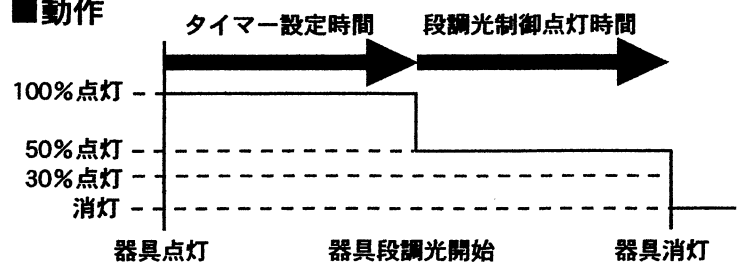 ■動作
タイマー設定時間 段調光制御点灯時間
100%点灯
50%点灯
30%点灯
消灯
器具点灯 器具段調光開始 器具消灯